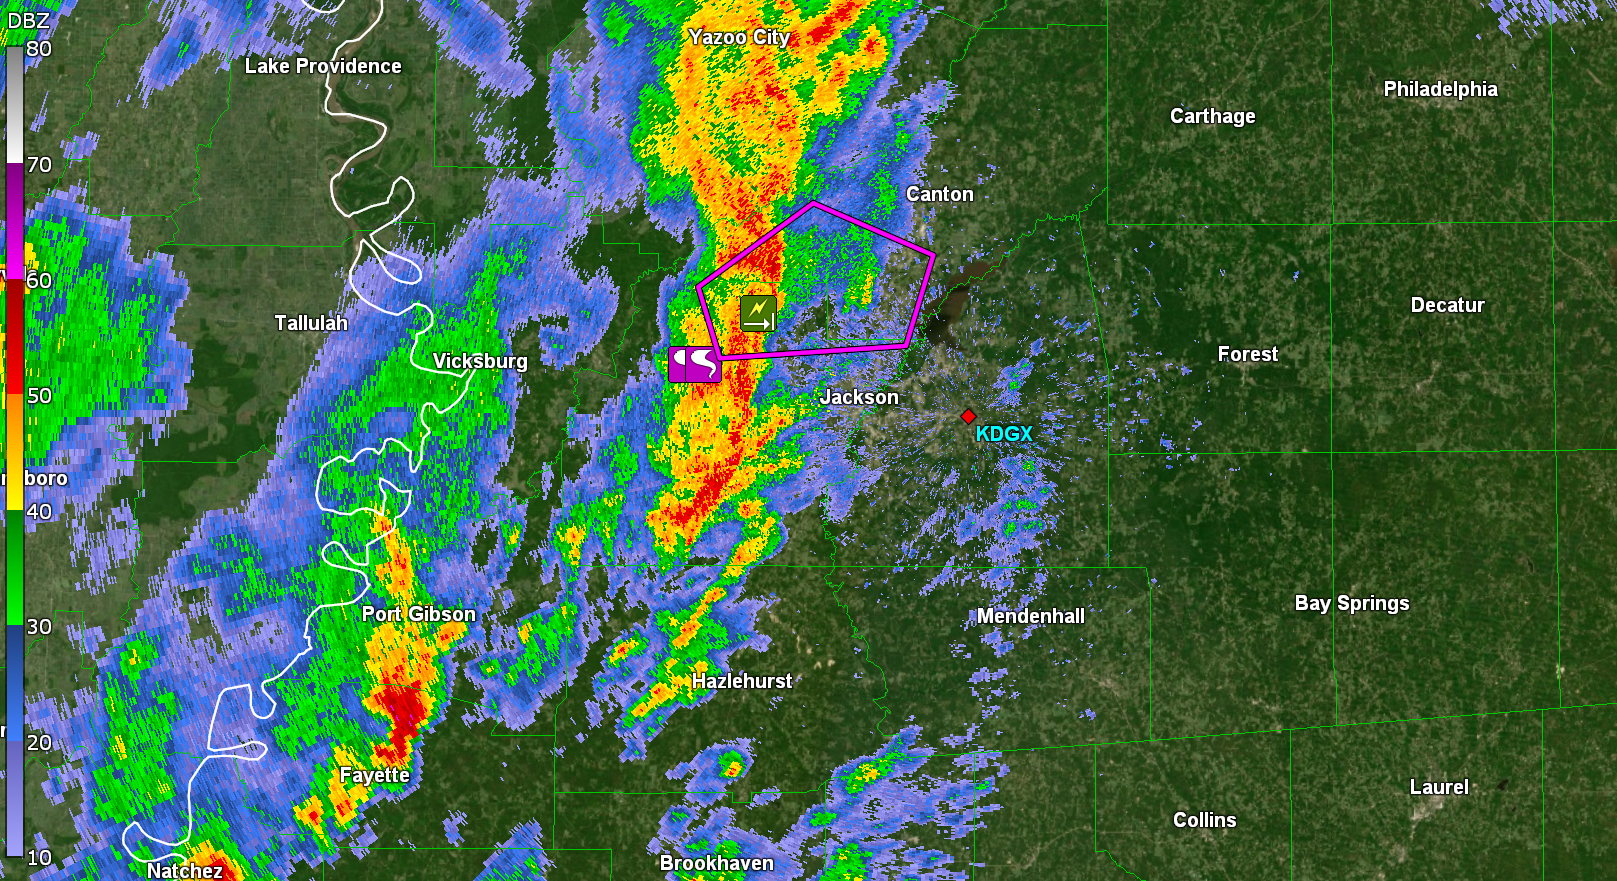 DBZ
80
70
60
50
40
30
20
10
Yazoo City
Lake Providence
Philadelphia
Carthage
Canton
Decatur
Tallulah
Vicksburg
Forest
Jackson
KDGX
boro
Bay Springs
Port Gibson
Mendenhall
Hazlehurst
Fayette
Laurel
Collins
Brookhaven
Natchez